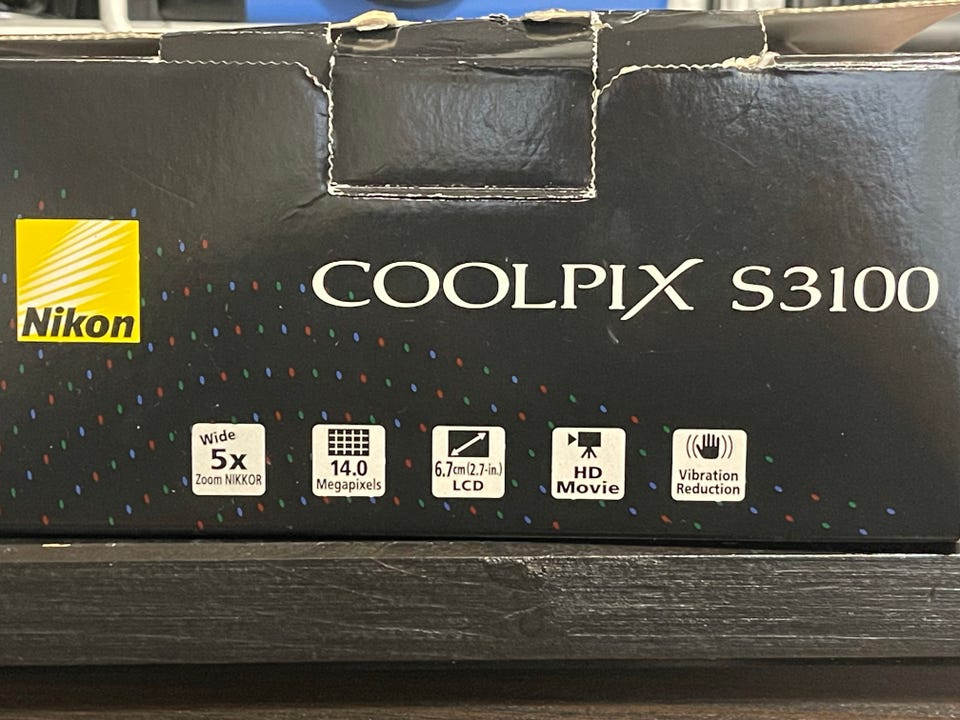 Nikon
COOLPIX S3100
Wide
5x
Zoom NIKKOR
14.0
Megapixels
6.7cm(2.7-in.)
LCD
HD
Movie
Vibration
Reduction